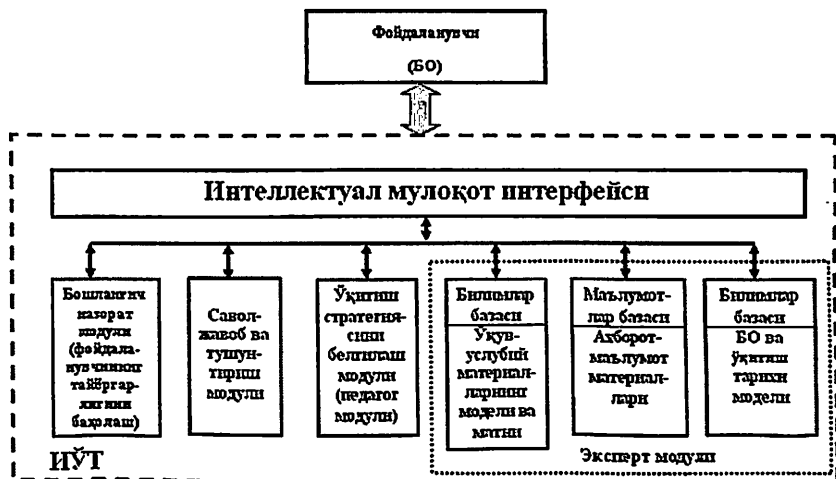 Фойдаланувчи
(БО)
Интеллектуал мулоқот интерфейси
Бошланғич
назорат
модули
(фойдала-
нувчининг
тайёргар-
лигини
баҳолаш)
Савол-
жавоб ва
тушун-
тириш
модули
Ўқитиш
стратегия-
сини
белгилаш
модули
(педагог
модули)
Билимлар
базаси
Ўқув-
услубий
материал-
ларнинг
модели ва
матни
Маълумот-
лар базаси
Ахборот-
маълумот
материал-
лари
Билимлар
базаси
БО ва
ўқитиш
тарихи
модели
ИЎТ
Эксперт модули